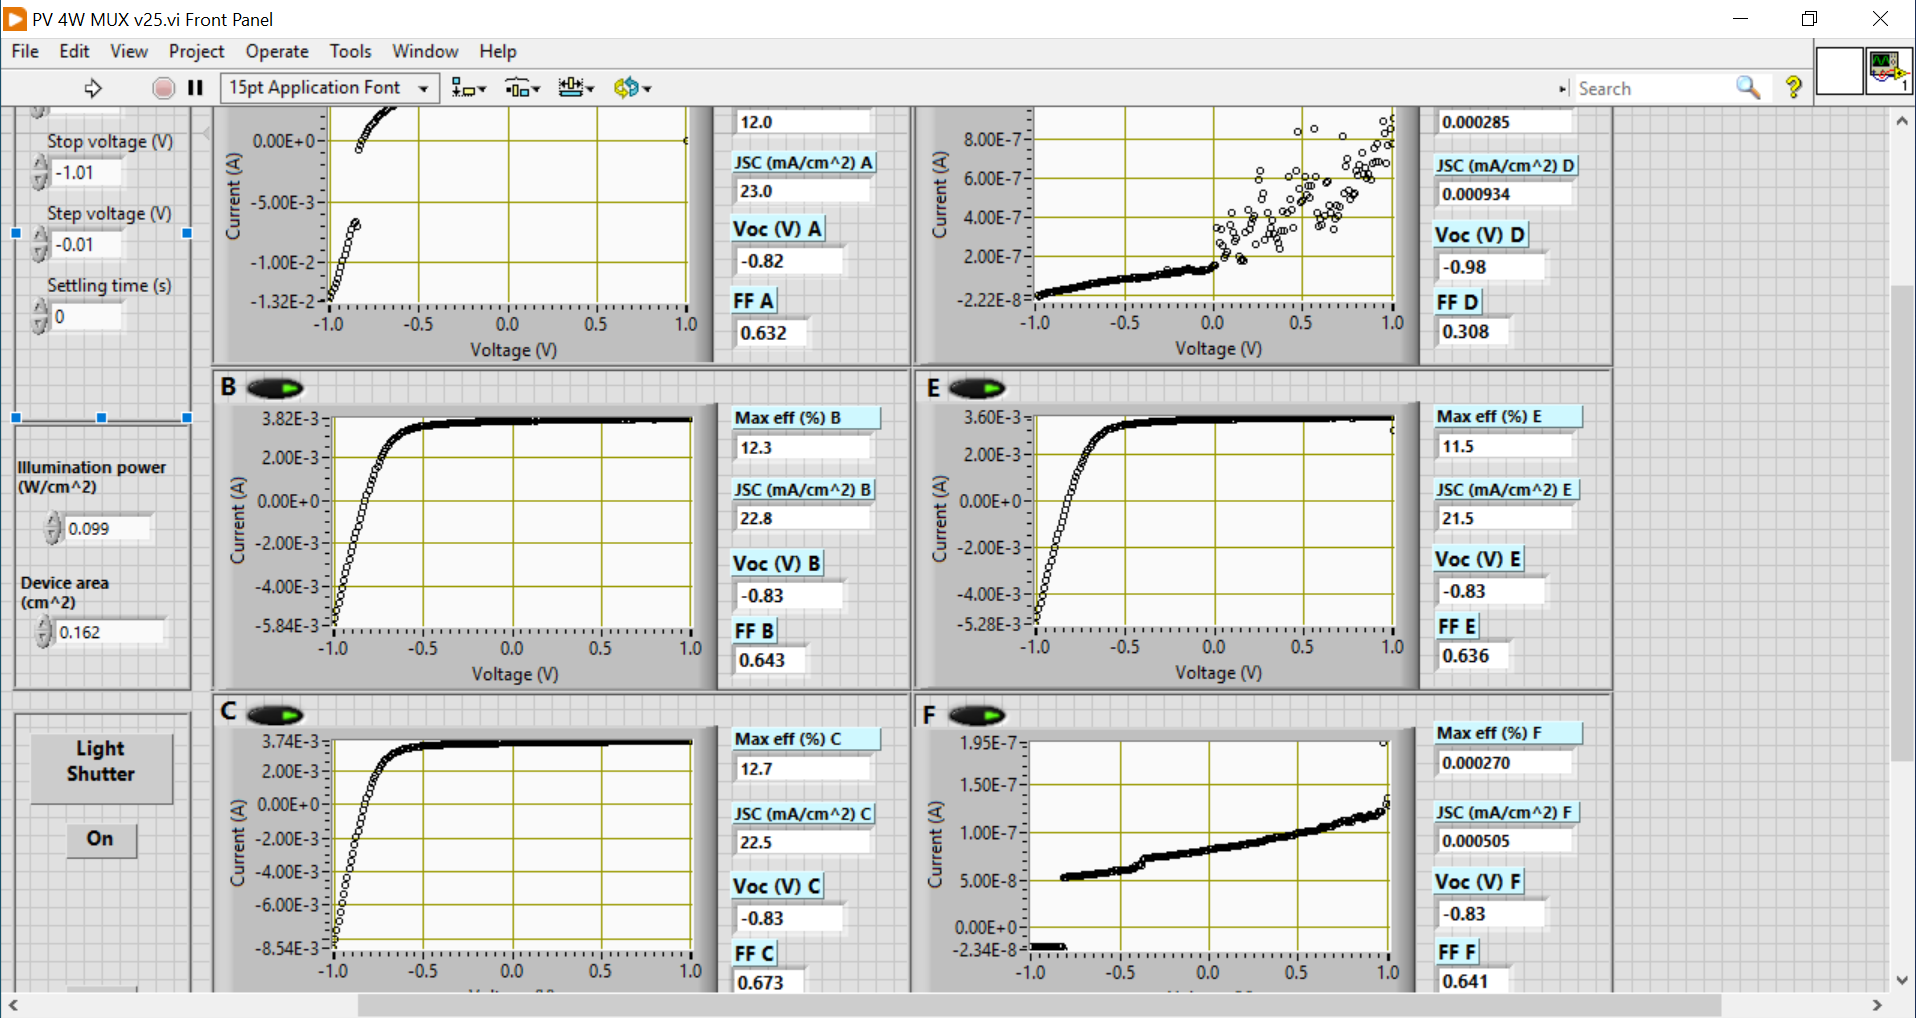 PV 4W MUX v25.vi Front Panel
File Edit View Project Operate Tools Window Help
15pt Application Font
Search
1
Stop voltage (V)
-1.01
Step voltage (V)
-0.01
Settling time (s)
0
Illumination power
(W/cm^2)
0.099
Device area
(cm^2)
0.162
Light
Shutter
On
Current (A)
0.00E+0
-5.00E-3
-1.00E-2
-1.32E-2
-1.0 -0.5 0.0 0.5 1.0
Voltage (V)
12.0
JSC (mA/cm^2) A
23.0
Voc (V) A
-0.82
FF A
0.632
Current (A)
8.00E-7
6.00E-7
4.00E-7
2.00E-7
-2.22E-8
-1.0 -0.5 0.0 0.5 1.0
Voltage (V)
0.000285
JSC (mA/cm^2) D
0.000934
Voc (V) D
-0.98
FF D
0.308
B
Current (A)
3.82E-3
2.00E-3
0.00E+0
-2.00E-3
-4.00E-3
-5.84E-3
-1.0 -0.5 0.0 0.5 1.0
Voltage (V)
Max eff (%) B
12.3
JSC (mA/cm^2) B
22.8
Voc (V) B
-0.83
FF B
0.643
E
Current (A)
3.60E-3
2.00E-3
0.00E+0
-2.00E-3
-4.00E-3
-5.28E-3
-1.0 -0.5 0.0 0.5 1.0
Voltage (V)
Max eff (%) E
11.5
JSC (mA/cm^2) E
21.5
Voc (V) E
-0.83
FF E
0.636
C
Current (A)
3.74E-3
2.00E-3
0.00E+0
-2.00E-3
-4.00E-3
-6.00E-3
-8.54E-3
-1.0 -0.5 0.0 0.5 1.0
Max eff (%) C
12.7
JSC (mA/cm^2) C
22.5
Voc (V) C
-0.83
FF C
0.673
F
Current (A)
1.95E-7
1.50E-7
1.00E-7
5.00E-8
0.00E+0
-2.34E-8
-1.0 -0.5 0.0 0.5 1.0
Max eff (%) F
0.000270
JSC (mA/cm^2) F
0.000505
Voc (V) F
-0.83
FF F
0.641